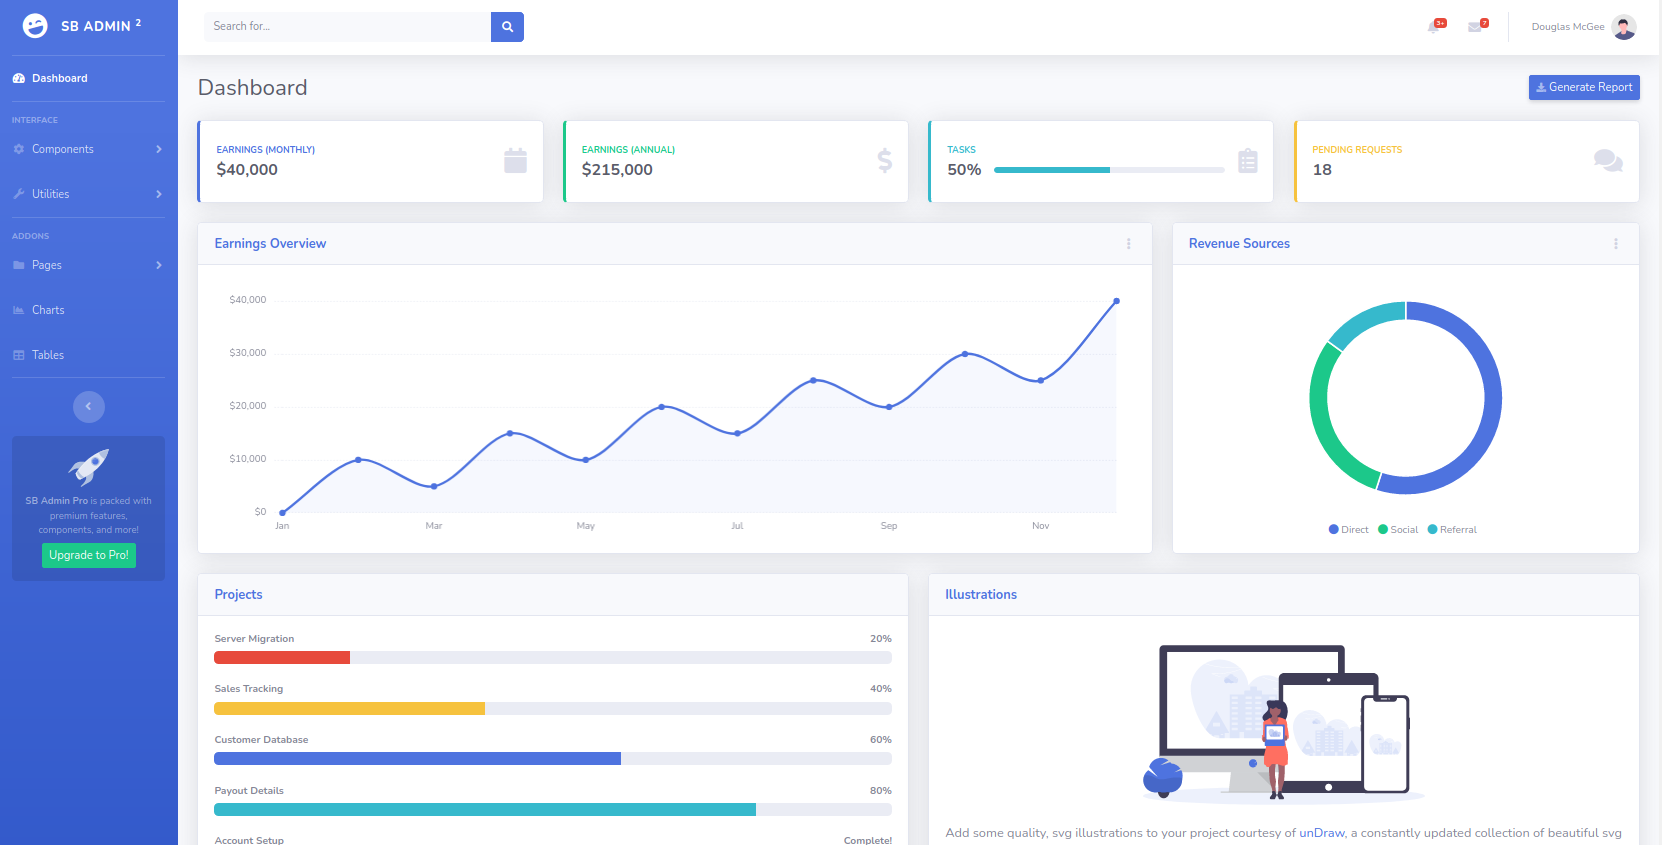 SB ADMIN 2
Search for...
3+
7
Douglas McGee
Dashboard
INTERFACE
Components
Utilities
ADDONS
Pages
Charts
Tables
SB Admin Pro is packed with
premium features,
components, and more!
Upgrade to Pro!
Dashboard
Generate Report
EARNINGS (MONTHLY)
$40,000
EARNINGS (ANNUAL)
$215,000
TASKS
50%
PENDING REQUESTS
18
Earnings Overview
$40,000
$30,000
$20,000
$10,000
$0
Jan Mar May Jul Sep Nov
Revenue Sources
Direct Social Referral
Projects
Server Migration 20%
Sales Tracking 40%
Customer Database 60%
Payout Details 80%
Account Setup Complete!
Illustrations
Add some quality, svg illustrations to your project courtesy of unDraw, a constantly updated collection of beautiful svg